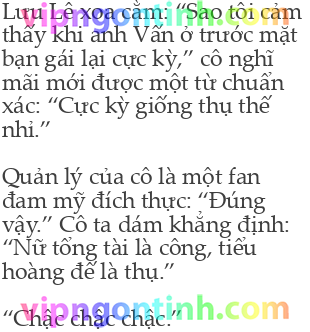 Lưu Lê xoa cằm: “Sao tôi cảm
thấy khi anh Văn ở trước mặt
bạn gái lại cực kỳ,” cô nghĩ
mãi mới được một từ chuẩn
xác: “Cực kỳ giống thụ thế
nhỉ.”
Quản lý của cô là một fan
đam mỹ đích thực: “Đúng
vậy.” Cô ta dám khẳng định:
“Nữ tổng tài là công, tiểu
hoàng đế là thụ.”
“Chậc chậc chậc.”
vipngontinh.com
vipngontinh.com